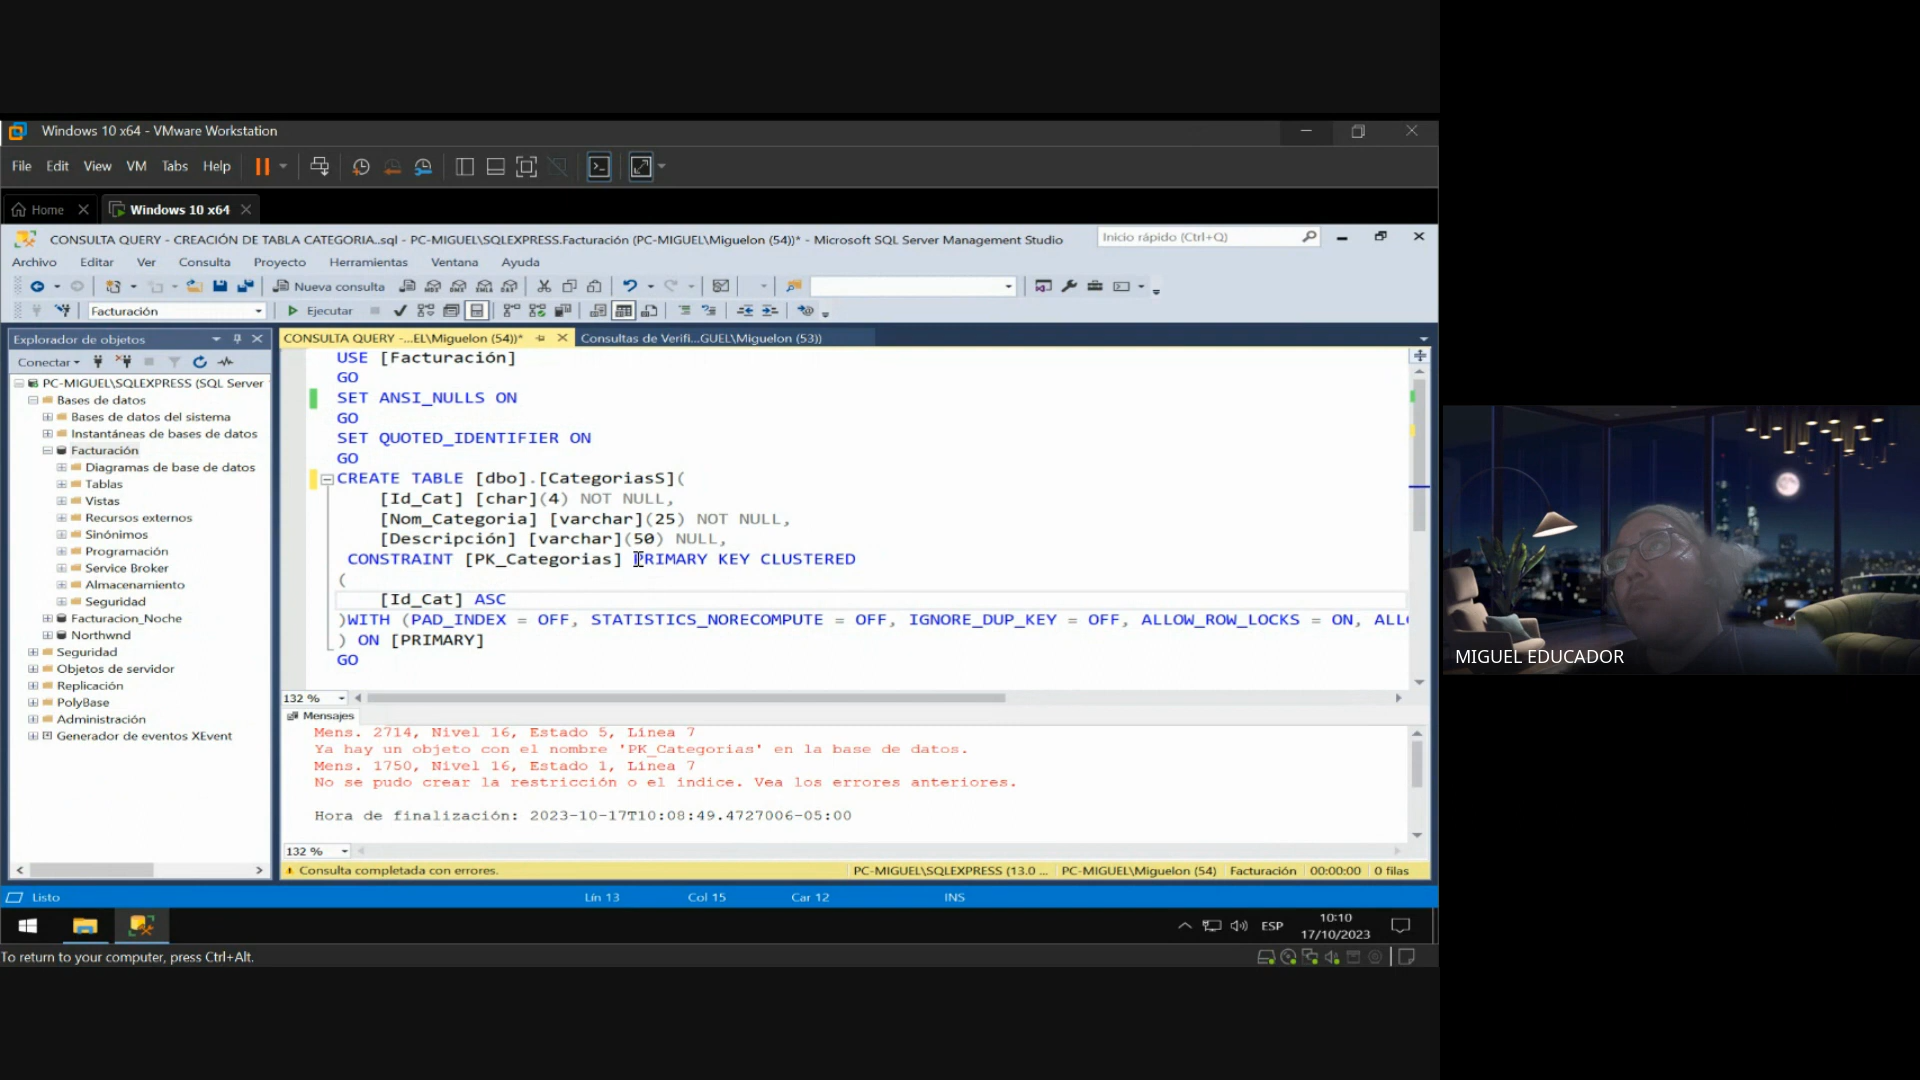 Windows 10 x64 - VMware Workstation
File Edit View VM Tabs Help
Home Windows 10 x64
CONSULTA QUERY - CREACIÓN DE TABLA CATEGORIA..sql - PC-MIGUEL\SQLEXPRESS.Facturación (PC-MIGUEL\Miguelon (54))* - Microsoft SQL Server Management Studio
Inicio rápido (Ctrl+Q)
Archivo Editar Ver Consulta Proyecto Herramientas Ventana Ayuda
Nueva consulta
Facturación Ejecutar
Explorador de objetos
CONSULTA QUERY -...EL\Miguelon (54))* Consultas de Verifi...GUEL\Miguelon (53))
Conectar
PC-MIGUEL\SQLEXPRESS (SQL Server
Bases de datos
Bases de datos del sistema
Instantáneas de bases de datos
Facturación
Diagramas de base de datos
Tablas
Vistas
Recursos externos
Sinónimos
Programación
Service Broker
Almacenamiento
Seguridad
Facturacion_Noche
Northwnd
Seguridad
Objetos de servidor
Replicación
PolyBase
Administración
Generador de eventos XEvent
USE [Facturación]
GO
SET ANSI_NULLS ON
GO
SET QUOTED_IDENTIFIER ON
GO
CREATE TABLE [dbo].[CategoriasS](
[Id_Cat] [char](4) NOT NULL,
[Nom_Categoria] [varchar](25) NOT NULL,
[Descripción] [varchar](50) NULL,
CONSTRAINT [PK_Categorias] PRIMARY KEY CLUSTERED
(
[Id_Cat] ASC
)WITH (PAD_INDEX = OFF, STATISTICS_NORECOMPUTE = OFF, IGNORE_DUP_KEY = OFF, ALLOW_ROW_LOCKS = ON, ALL
) ON [PRIMARY]
GO
132 %
Mensajes
Mens. 2714, Nivel 16, Estado 5, Línea 7
Ya hay un objeto con el nombre 'PK_Categorias' en la base de datos.
Mens. 1750, Nivel 16, Estado 1, Línea 7
No se pudo crear la restricción o el índice. Vea los errores anteriores.
Hora de finalización: 2023-10-17T10:08:49.4727006-05:00
132 %
Consulta completada con errores. PC-MIGUEL\SQLEXPRESS (13.0 ... PC-MIGUEL\Miguelon (54) Facturación 00:00:00 0 filas
Listo Lín 13 Col 15 Car 12 INS
ESP 10:10
17/10/2023
To return to your computer, press Ctrl+Alt.
MIGUEL EDUCADOR